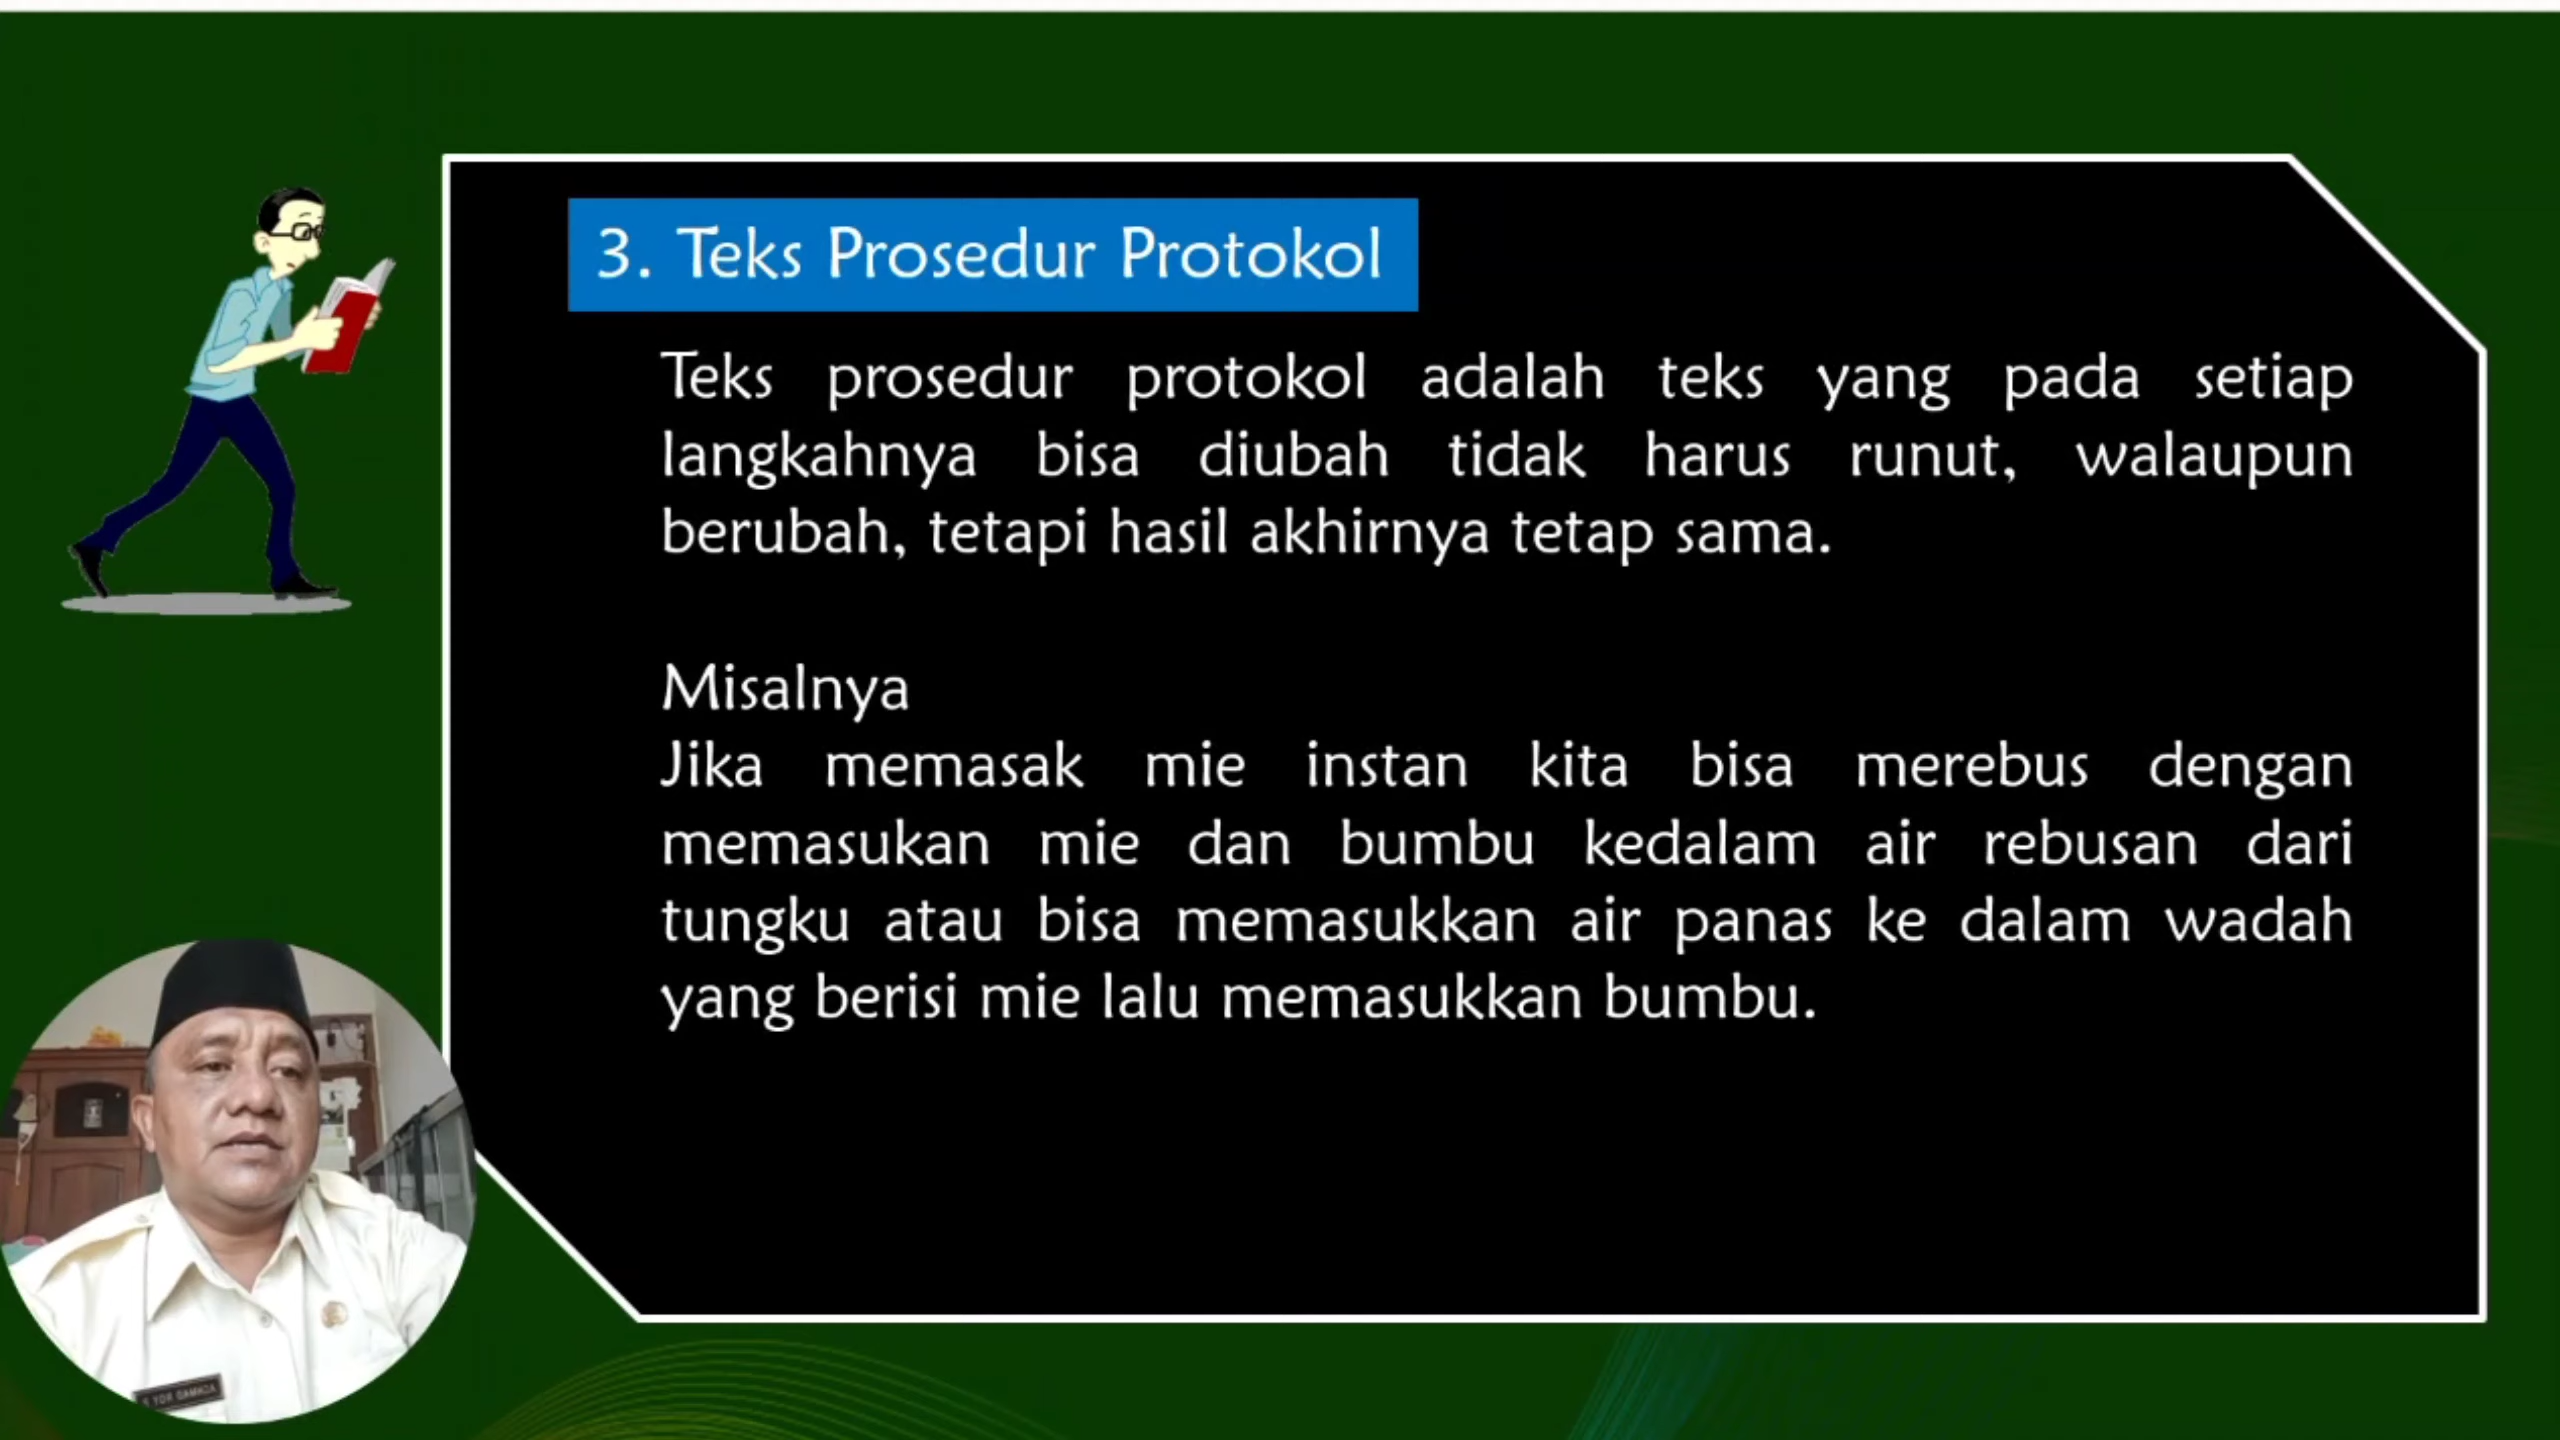 3. Teks Prosedur Protokol
Teks prosedur protokol adalah teks yang pada setiap
langkahnya bisa diubah tidak harus runut, walaupun
berubah, tetapi hasil akhirnya tetap sama.
Misalnya
Jika memasak mie instan kita bisa merebus dengan
memasukan mie dan bumbu kedalam air rebusan dari
tungku atau bisa memasukkan air panas ke dalam wadah
yang berisi mie lalu memasukkan bumbu.